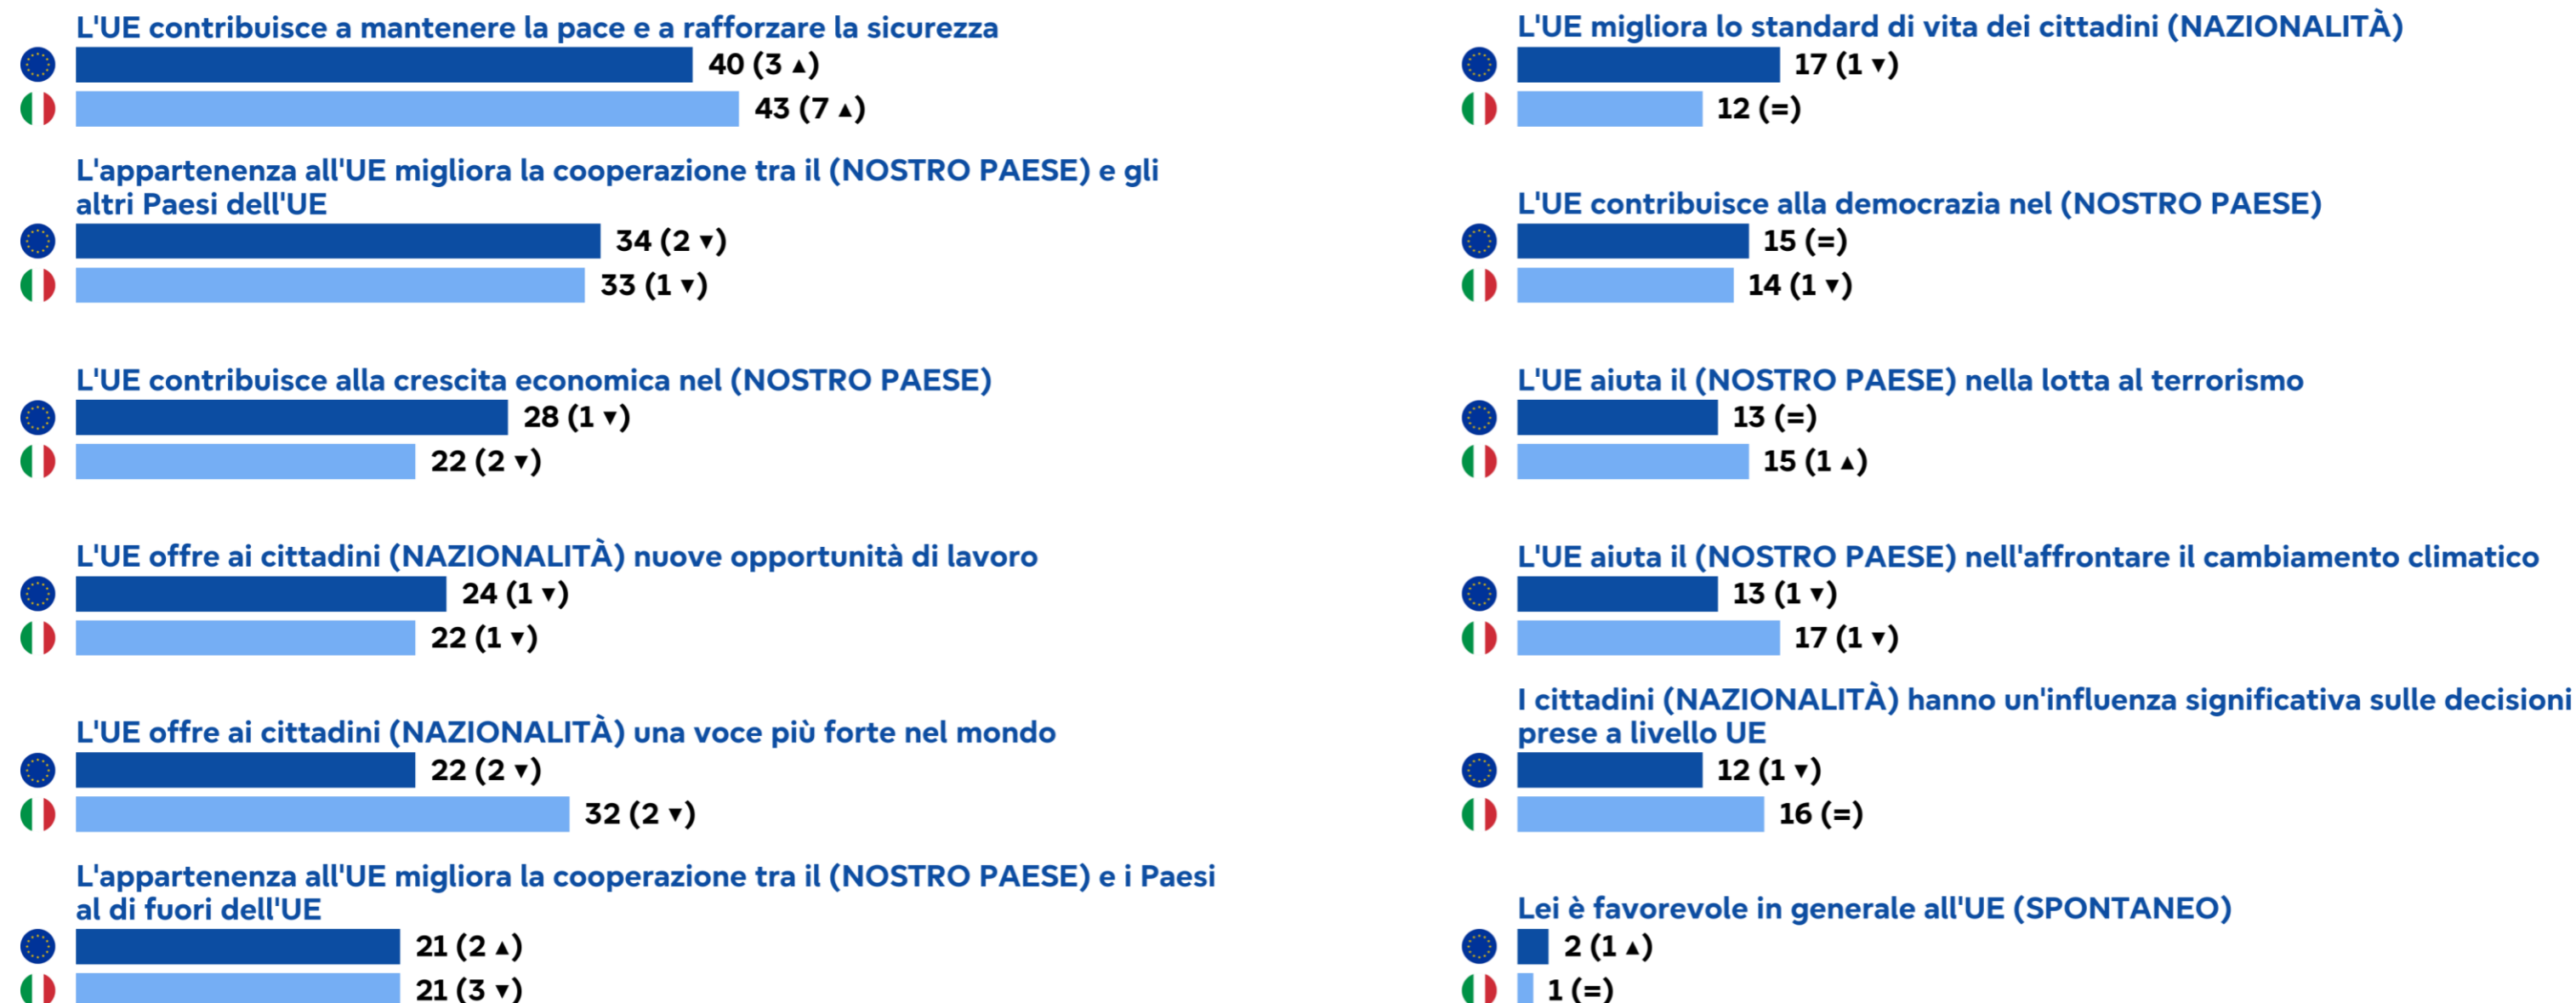 L'UE contribuisce a mantenere la pace e a rafforzare la sicurezza
40 (3 ▲)
43 (7 ▲)
L'appartenenza all'UE migliora la cooperazione tra il (NOSTRO PAESE) e gli
altri Paesi dell'UE
34 (2 ▼)
33 (1 ▼)
L'UE contribuisce alla crescita economica nel (NOSTRO PAESE)
28 (1 ▼)
22 (2 ▼)
L'UE offre ai cittadini (NAZIONALITÀ) nuove opportunità di lavoro
24 (1 ▼)
22 (1 ▼)
L'UE offre ai cittadini (NAZIONALITÀ) una voce più forte nel mondo
22 (2 ▼)
32 (2 ▼)
L'appartenenza all'UE migliora la cooperazione tra il (NOSTRO PAESE) e i Paesi
al di fuori dell'UE
21 (2 ▲)
21 (3 ▼)
L'UE migliora lo standard di vita dei cittadini (NAZIONALITÀ)
17 (1 ▼)
12 (=)
L'UE contribuisce alla democrazia nel (NOSTRO PAESE)
15 (=)
14 (1 ▼)
L'UE aiuta il (NOSTRO PAESE) nella lotta al terrorismo
13 (=)
15 (1 ▲)
L'UE aiuta il (NOSTRO PAESE) nell'affrontare il cambiamento climatico
13 (1 ▼)
17 (1 ▼)
I cittadini (NAZIONALITÀ) hanno un'influenza significativa sulle decisioni
prese a livello UE
12 (1 ▼)
16 (=)
Lei è favorevole in generale all'UE (SPONTANEO)
2 (1 ▲)
1 (=)